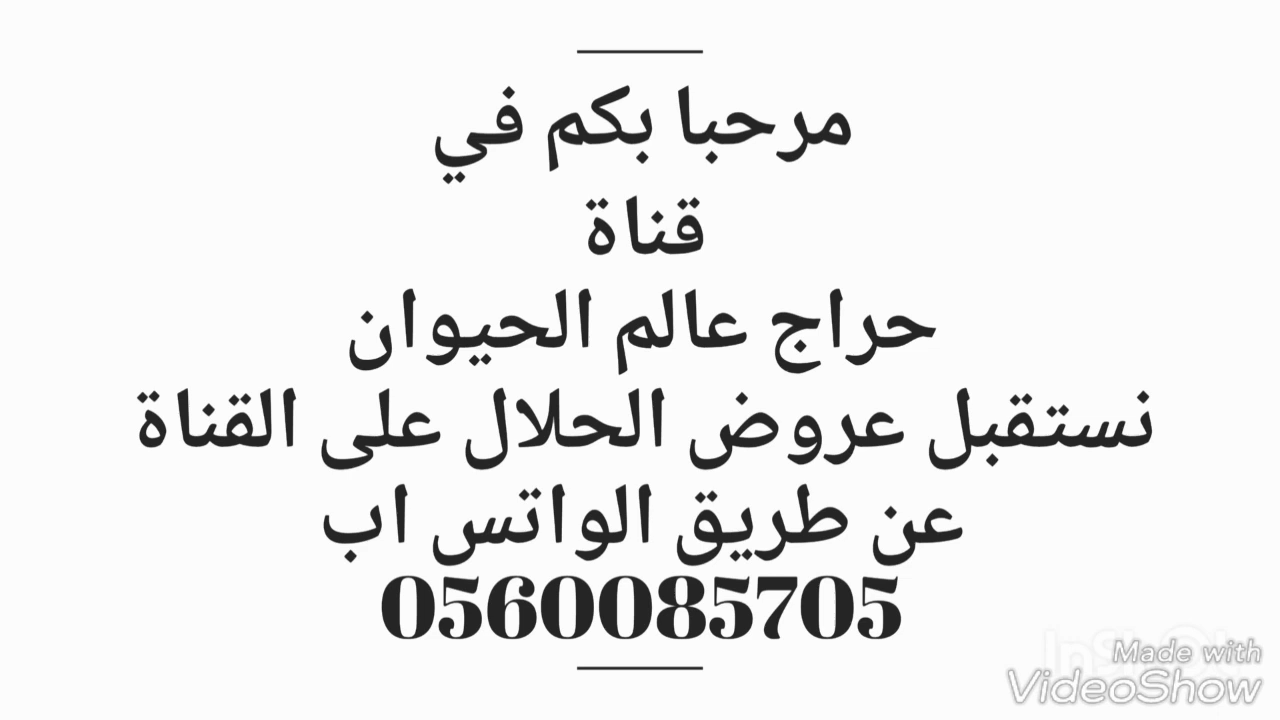 مرحبا بكم في
قناة
حراج عالم الحيوان
نستقبل عروض الحلال على القناة
عن طريق الواتس اب
0560085705
InShOt
Made with
VideoShow